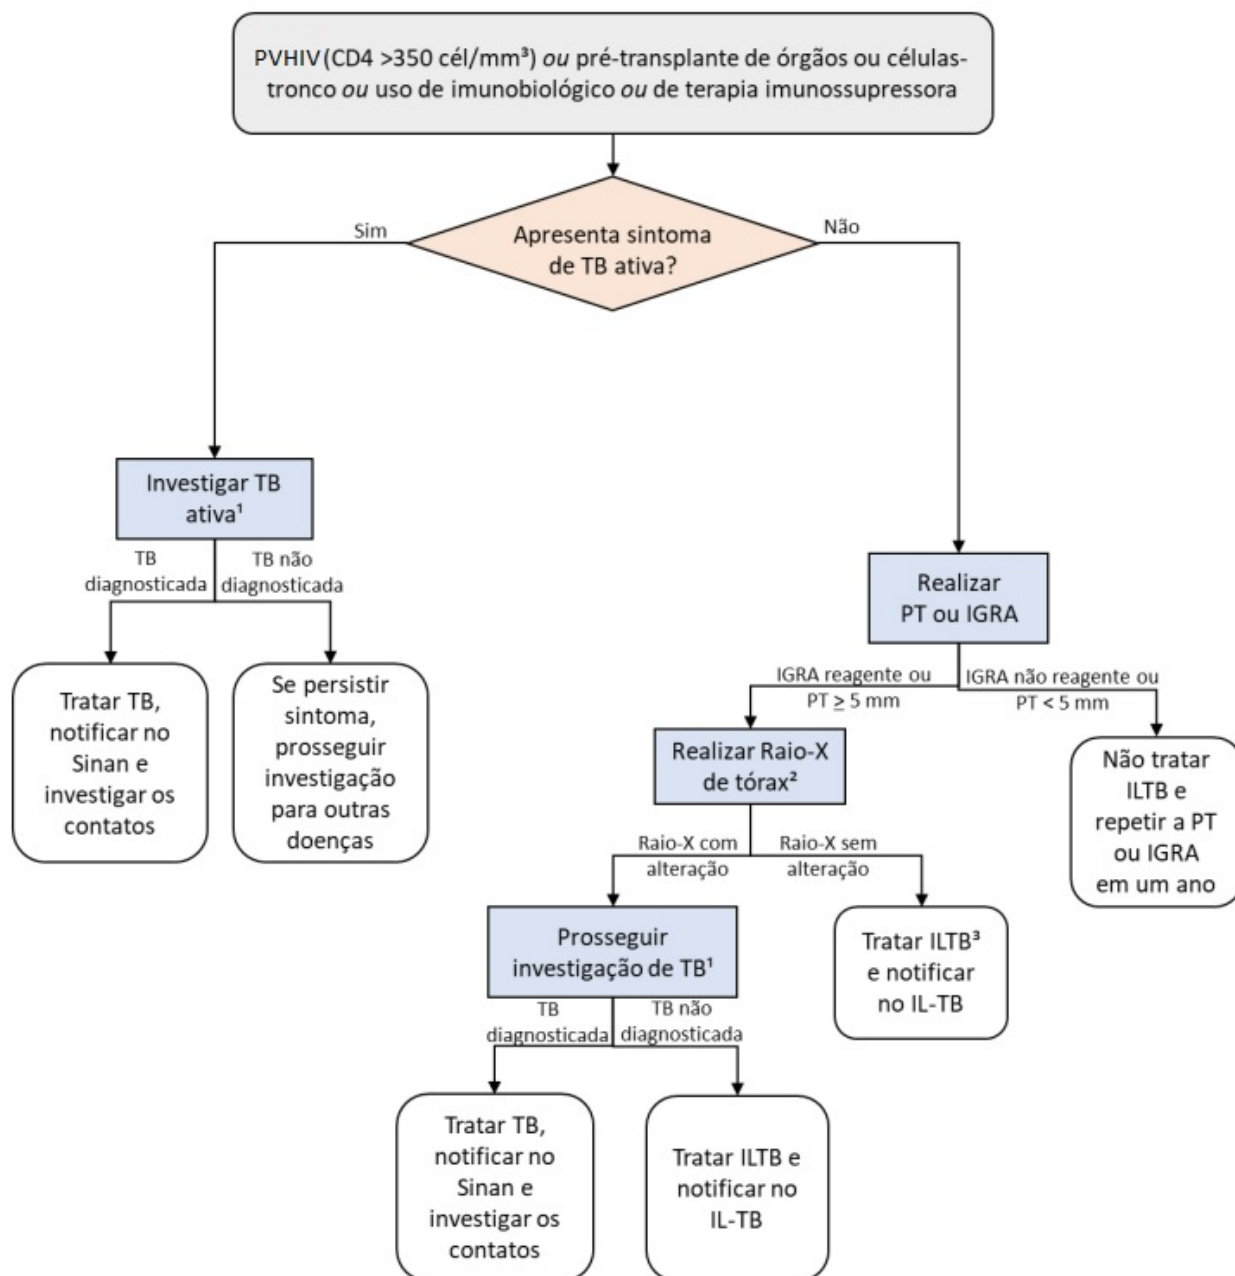 PVHIV (CD4 >350 cél/mm³) ou pré-transplante de órgãos ou células-
tronco ou uso de imunobiológico ou de terapia imunossupressora
Apresenta sintoma
de TB ativa?
Sim
Não
Investigar TB
ativa¹
TB
diagnosticada
TB não
diagnosticada
Tratar TB,
notificar no
Sinan e
investigar os
contatos
Se persistir
sintoma,
prosseguir
investigação
para outras
doenças
Realizar
PT ou IGRA
IGRA reagente ou
PT ≥ 5 mm
IGRA não reagente ou
PT < 5 mm
Realizar Raio-X
de tórax²
Não tratar
ILTB e
repetir a PT
ou IGRA
em um ano
Raio-X com
alteração
Raio-X sem
alteração
Prosseguir
investigação de TB¹
Tratar ILTB³
e notificar
no IL-TB
TB
diagnosticada
TB não
diagnosticada
Tratar TB,
notificar no
Sinan e
investigar os
contatos
Tratar ILTB e
notificar no
IL-TB